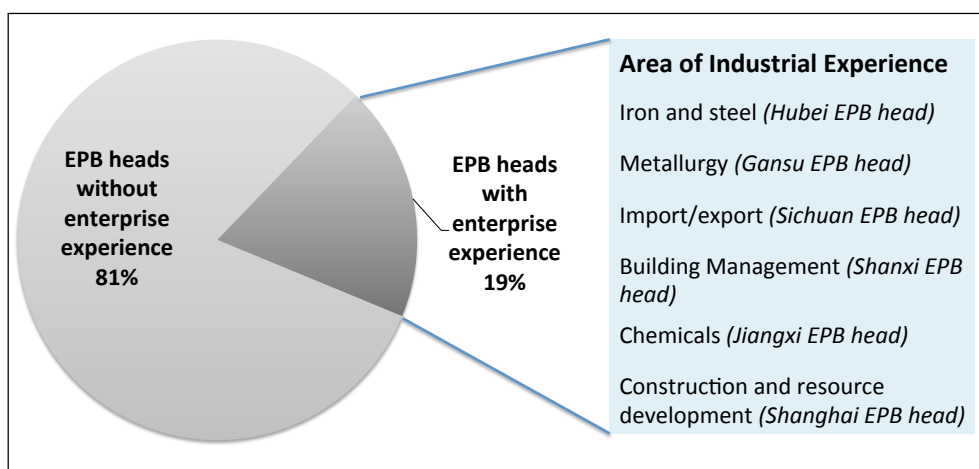 EPB heads
without
enterprise
experience
81%
EPB heads
with
enterprise
experience
19%
Area of Industrial Experience
Iron and steel (Hubei EPB head)
Metallurgy (Gansu EPB head)
Import/export (Sichuan EPB head)
Building Management (Shanxi EPB
head)
Chemicals (Jiangxi EPB head)
Construction and resource
development (Shanghai EPB head)